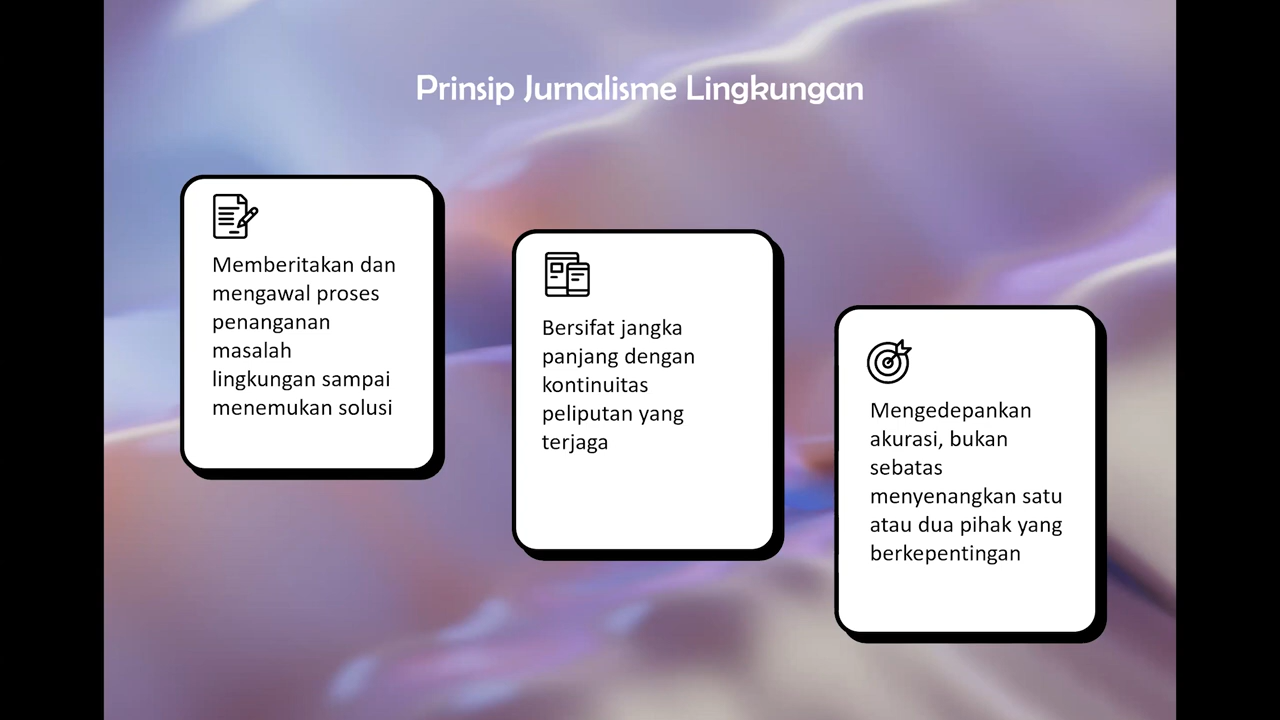 Prinsip Jurnalisme Lingkungan
Memberitakan dan
mengawal proses
penanganan
masalah
lingkungan sampai
menemukan solusi
Bersifat jangka
panjang dengan
kontinuitas
peliputan yang
terjaga
Mengedepankan
akurasi, bukan
sebatas
menyenangkan satu
atau dua pihak yang
berkepentingan